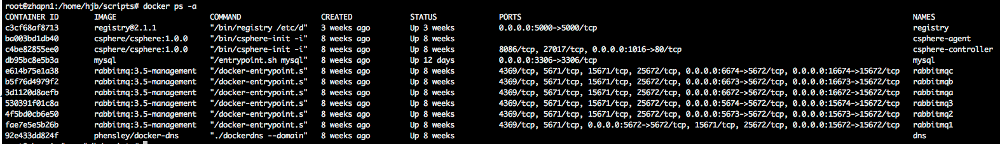 root@zhapn1:/home/hjb/scripts# docker ps -a
CONTAINER ID IMAGE COMMAND CREATED STATUS PORTS NAMES
c3cf68af8713 registry@2.1.1 "/bin/registry /etc/d" 3 weeks ago Up 3 weeks 0.0.0.0:5000->5000/tcp registry
ba003bd1db40 csphere/csphere:1.0.0 "/bin/csphere-init -i" 8 weeks ago Up 8 weeks csphere-agent
c4be82855ee0 csphere/csphere:1.0.0 "/bin/csphere-init -i" 8 weeks ago Up 8 weeks 8086/tcp, 27017/tcp, 0.0.0.0:1016->80/tcp csphere-controller
db95bc8e5b3a mysql "/entrypoint.sh mysql" 8 weeks ago Up 12 days 0.0.0.0:3306->3306/tcp mysql
e614b75e1a38 rabbitmq:3.5-management "/docker-entrypoint.s" 8 weeks ago Up 8 weeks 4369/tcp, 5671/tcp, 15671/tcp, 25672/tcp, 0.0.0.0:6674->5672/tcp, 0.0.0.0:16674->15672/tcp rabbitmqc
b5f76d4979f2 rabbitmq:3.5-management "/docker-entrypoint.s" 8 weeks ago Up 8 weeks 4369/tcp, 5671/tcp, 15671/tcp, 25672/tcp, 0.0.0.0:6673->5672/tcp, 0.0.0.0:16673->15672/tcp rabbitmqb
3d1120d8aefb rabbitmq:3.5-management "/docker-entrypoint.s" 8 weeks ago Up 8 weeks 4369/tcp, 5671/tcp, 15671/tcp, 25672/tcp, 0.0.0.0:6672->5672/tcp, 0.0.0.0:16672->15672/tcp rabbitmqa
530391f01c8a rabbitmq:3.5-management "/docker-entrypoint.s" 8 weeks ago Up 8 weeks 4369/tcp, 5671/tcp, 15671/tcp, 25672/tcp, 0.0.0.0:5674->5672/tcp, 0.0.0.0:15674->15672/tcp rabbitmq3
4f5bd0cb6e50 rabbitmq:3.5-management "/docker-entrypoint.s" 8 weeks ago Up 8 weeks 4369/tcp, 5671/tcp, 15671/tcp, 25672/tcp, 0.0.0.0:5673->5672/tcp, 0.0.0.0:15673->15672/tcp rabbitmq2
fae7e5e5b26b rabbitmq:3.5-management "/docker-entrypoint.s" 8 weeks ago Up 8 weeks 4369/tcp, 5671/tcp, 0.0.0.0:5672->5672/tcp, 15671/tcp, 25672/tcp, 0.0.0.0:15672->15672/tcp rabbitmq1
92e433dd824f phensley/docker-dns "./dockerdns --domain" 8 weeks ago Up 8 weeks dns